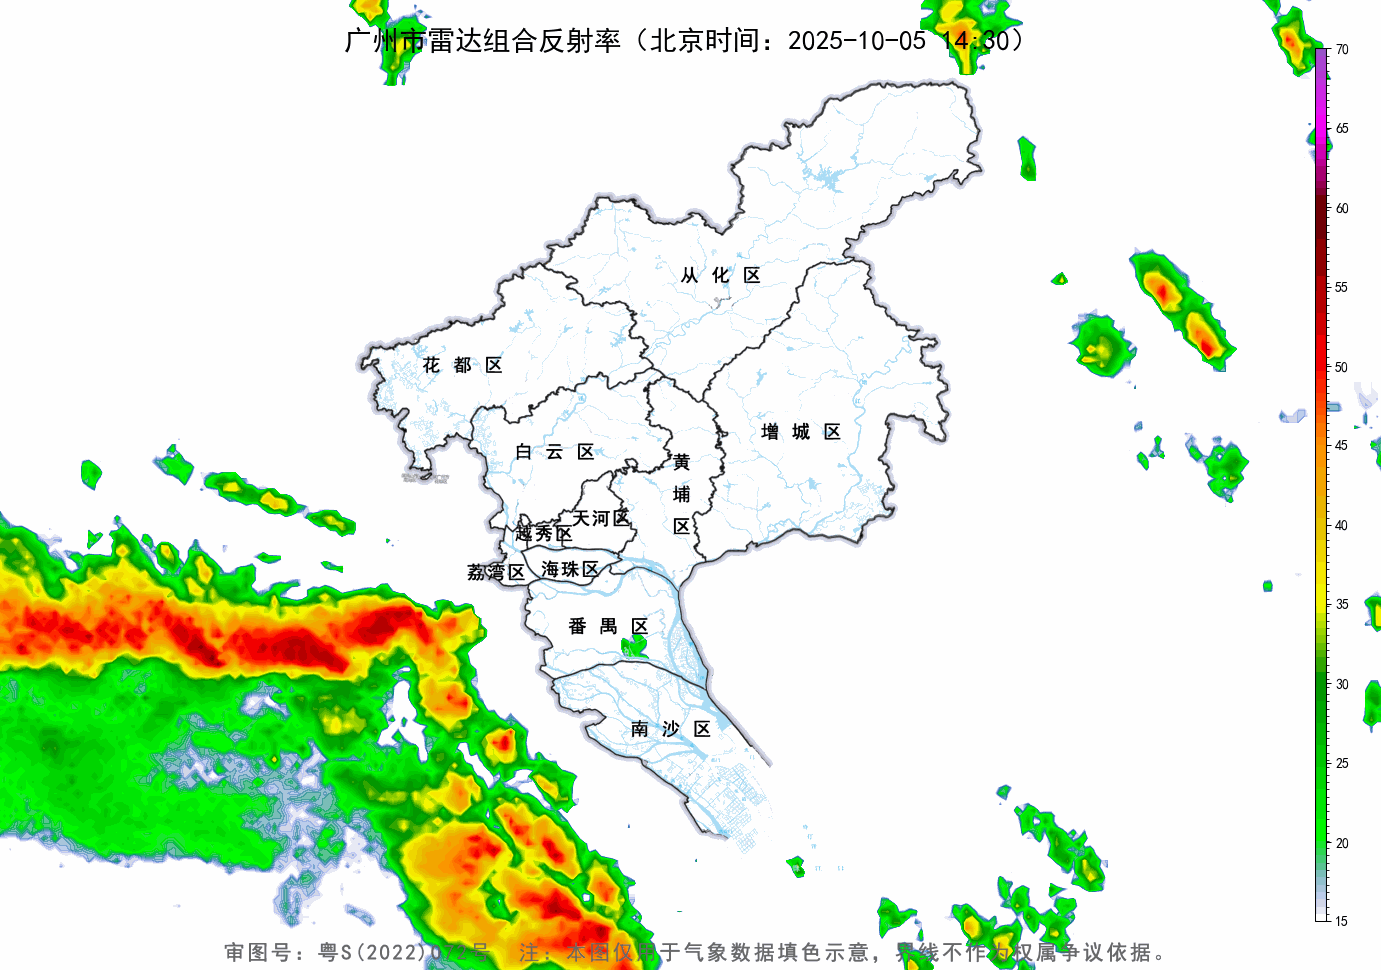 广州市雷达组合反射率（北京时间：2025-10-05 14:30）
70
65
60
55
50
45
40
35
30
25
20
15
从化区
花都区
增城区
白云区
黄埔区
天河区
越秀区
荔湾区
海珠区
番禺区
南沙区
审图号：粤S(2022)072号 注：本图仅用于气象数据填色示意，界线不作为权属争议依据。